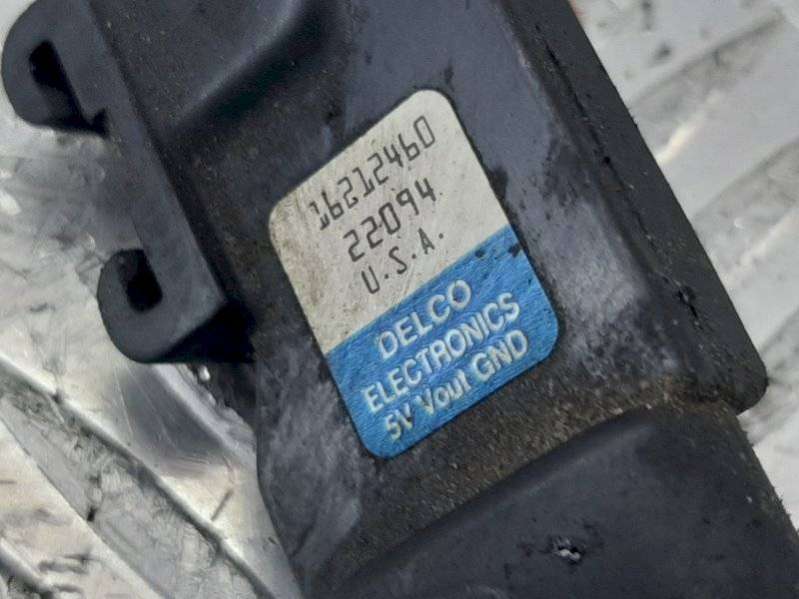 16212460
22094
U.S.A.
DELCO
ELECTRONICS
5V Vout GND